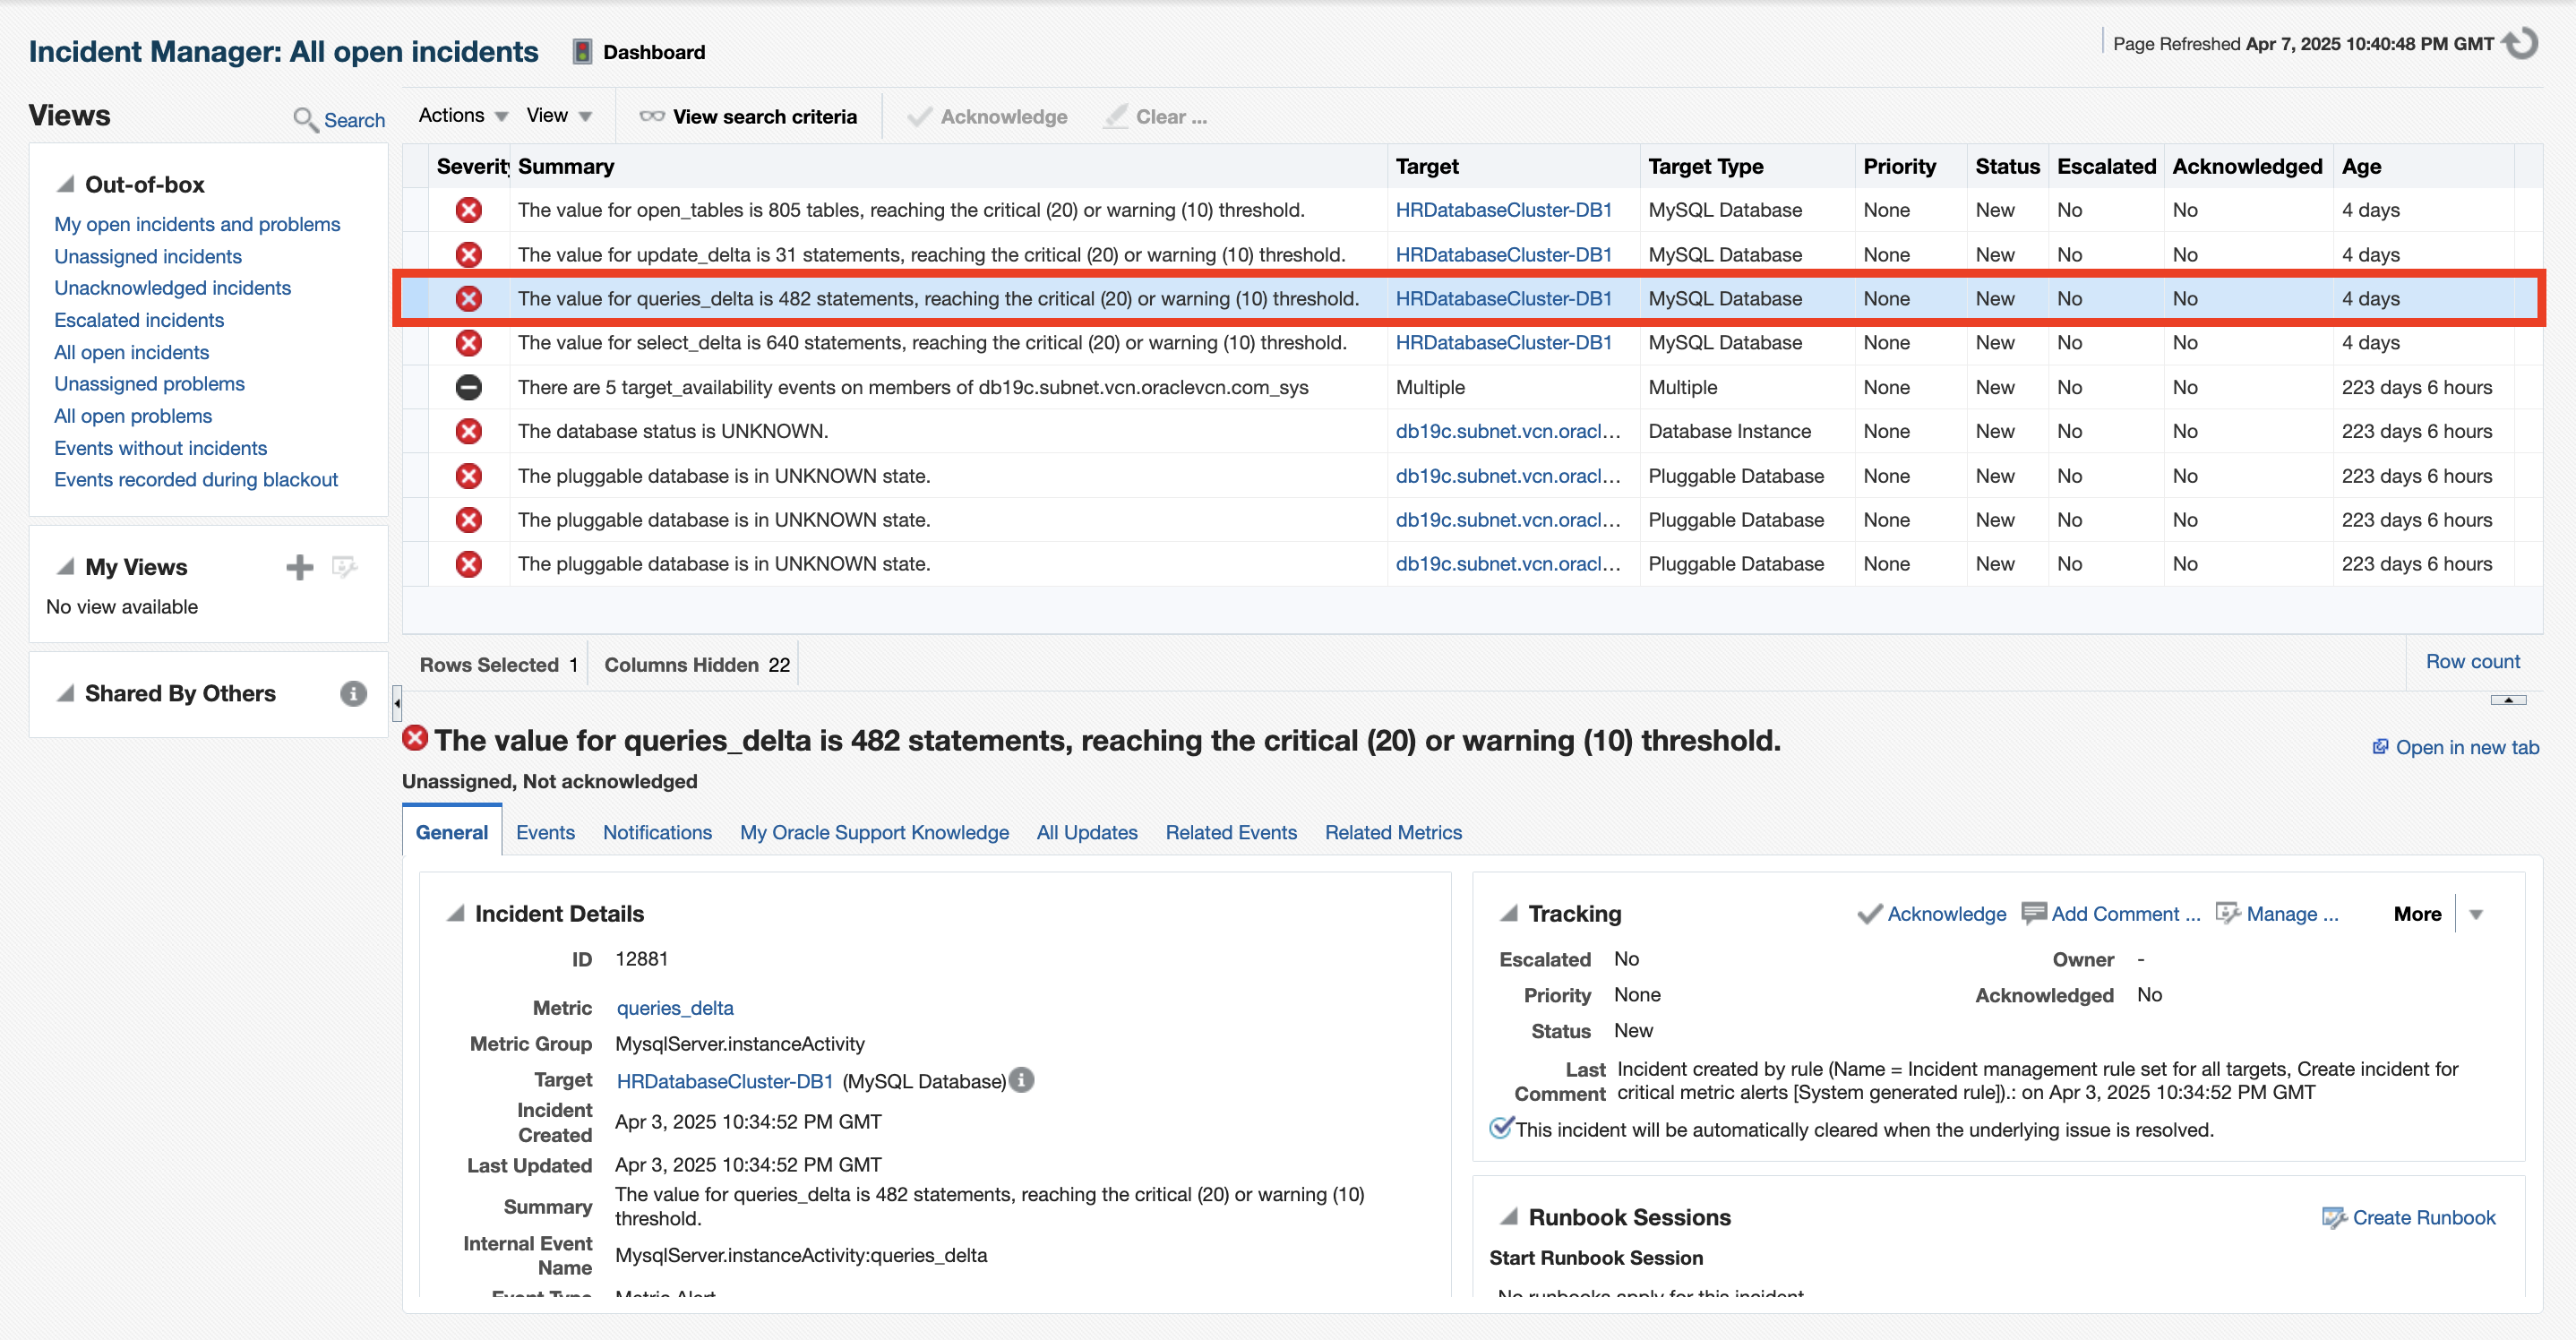 Incident Manager: All open incidents Dashboard Page Refreshed Apr 7, 2025 10:40:48 PM GMT
Views Search
Out-of-box
My open incidents and problems
Unassigned incidents
Unacknowledged incidents
Escalated incidents
All open incidents
Unassigned problems
All open problems
Events without incidents
Events recorded during blackout
My Views
No view available
Shared By Others
Actions View View search criteria Acknowledge Clear ...
Severity Summary Target Target Type Priority Status Escalated Acknowledged Age
The value for open_tables is 805 tables, reaching the critical (20) or warning (10) threshold. HRDatabaseCluster-DB1 MySQL Database None New No No 4 days
The value for update_delta is 31 statements, reaching the critical (20) or warning (10) threshold. HRDatabaseCluster-DB1 MySQL Database None New No No 4 days
The value for queries_delta is 482 statements, reaching the critical (20) or warning (10) threshold. HRDatabaseCluster-DB1 MySQL Database None New No No 4 days
The value for select_delta is 640 statements, reaching the critical (20) or warning (10) threshold. HRDatabaseCluster-DB1 MySQL Database None New No No 4 days
There are 5 target_availability events on members of db19c.subnet.vcn.oraclevcn.com_sys Multiple Multiple None New No No 223 days 6 hours
The database status is UNKNOWN. db19c.subnet.vcn.oracl... Database Instance None New No No 223 days 6 hours
The pluggable database is in UNKNOWN state. db19c.subnet.vcn.oracl... Pluggable Database None New No No 223 days 6 hours
The pluggable database is in UNKNOWN state. db19c.subnet.vcn.oracl... Pluggable Database None New No No 223 days 6 hours
The pluggable database is in UNKNOWN state. db19c.subnet.vcn.oracl... Pluggable Database None New No No 223 days 6 hours
Rows Selected 1 Columns Hidden 22 Row count
The value for queries_delta is 482 statements, reaching the critical (20) or warning (10) threshold. Open in new tab
Unassigned, Not acknowledged
General Events Notifications My Oracle Support Knowledge All Updates Related Events Related Metrics
Incident Details
ID 12881
Metric queries_delta
Metric Group MysqlServer.instanceActivity
Target HRDatabaseCluster-DB1 (MySQL Database)
Incident Created Apr 3, 2025 10:34:52 PM GMT
Last Updated Apr 3, 2025 10:34:52 PM GMT
Summary The value for queries_delta is 482 statements, reaching the critical (20) or warning (10)
threshold.
Internal Event Name MysqlServer.instanceActivity:queries_delta
Event Type Metric Alert
Tracking Acknowledge Add Comment ... Manage ... More
Escalated No Owner -
Priority None Acknowledged No
Status New
Last Comment Incident created by rule (Name = Incident management rule set for all targets, Create incident for
critical metric alerts [System generated rule]).: on Apr 3, 2025 10:34:52 PM GMT
This incident will be automatically cleared when the underlying issue is resolved.
Runbook Sessions Create Runbook
Start Runbook Session
No runbooks apply for this incident